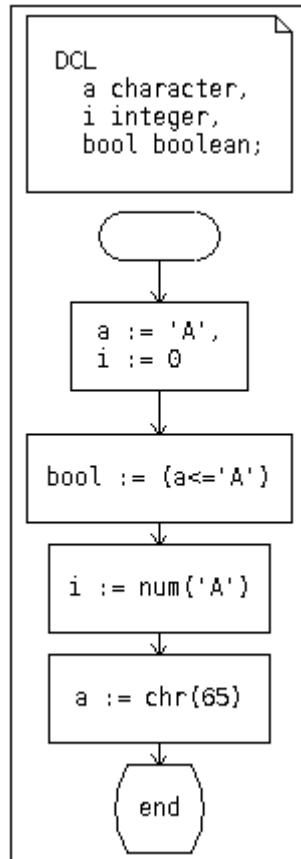 DCL
a character,
i integer,
bool boolean;
a := 'A',
i := 0
bool := (a<='A')
i := num('A')
a := chr(65)
end